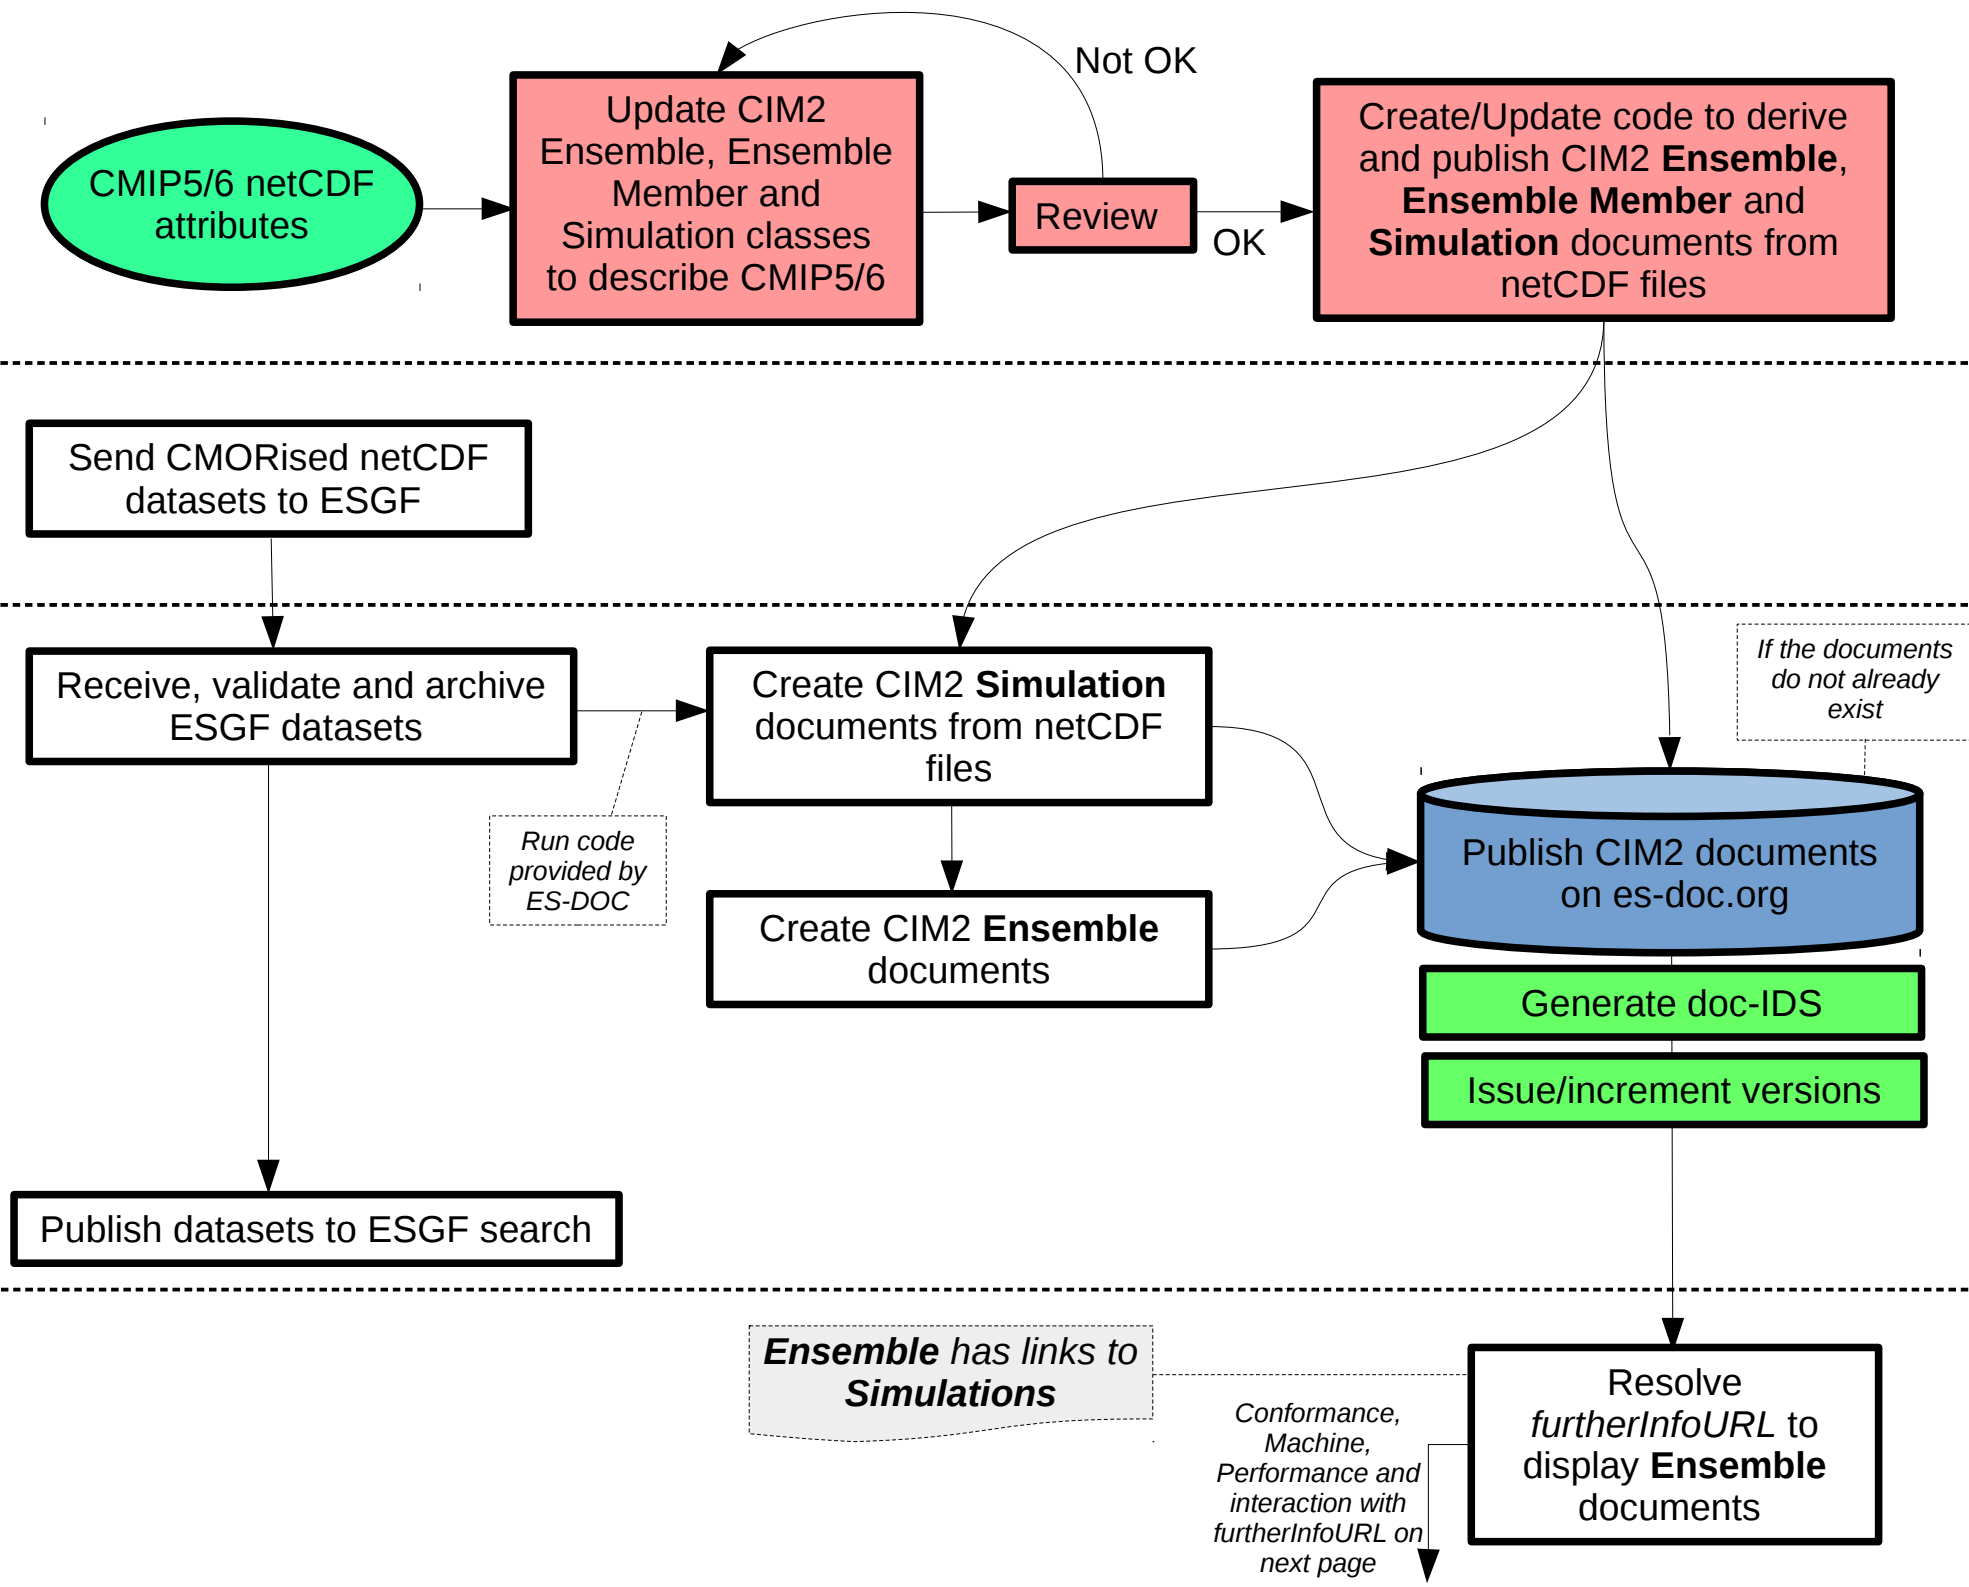 Not OK
CMIP5/6 netCDF
attributes
Update CIM2
Ensemble, Ensemble
Member and
Simulation classes
to describe CMIP5/6
Review
OK
Create/Update code to derive
and publish CIM2 Ensemble,
Ensemble Member and
Simulation documents from
netCDF files
Send CMORised netCDF
datasets to ESGF
Receive, validate and archive
ESGF datasets
Run code
provided by
ES-DOC
Create CIM2 Simulation
documents from netCDF
files
Create CIM2 Ensemble
documents
If the documents
do not already
exist
Publish CIM2 documents
on es-doc.org
Generate doc-IDS
Issue/increment versions
Publish datasets to ESGF search
Ensemble has links to
Simulations
Conformance,
Machine,
Performance and
interaction with
furtherInfoURL on
next page
Resolve
furtherInfoURL to
display Ensemble
documents